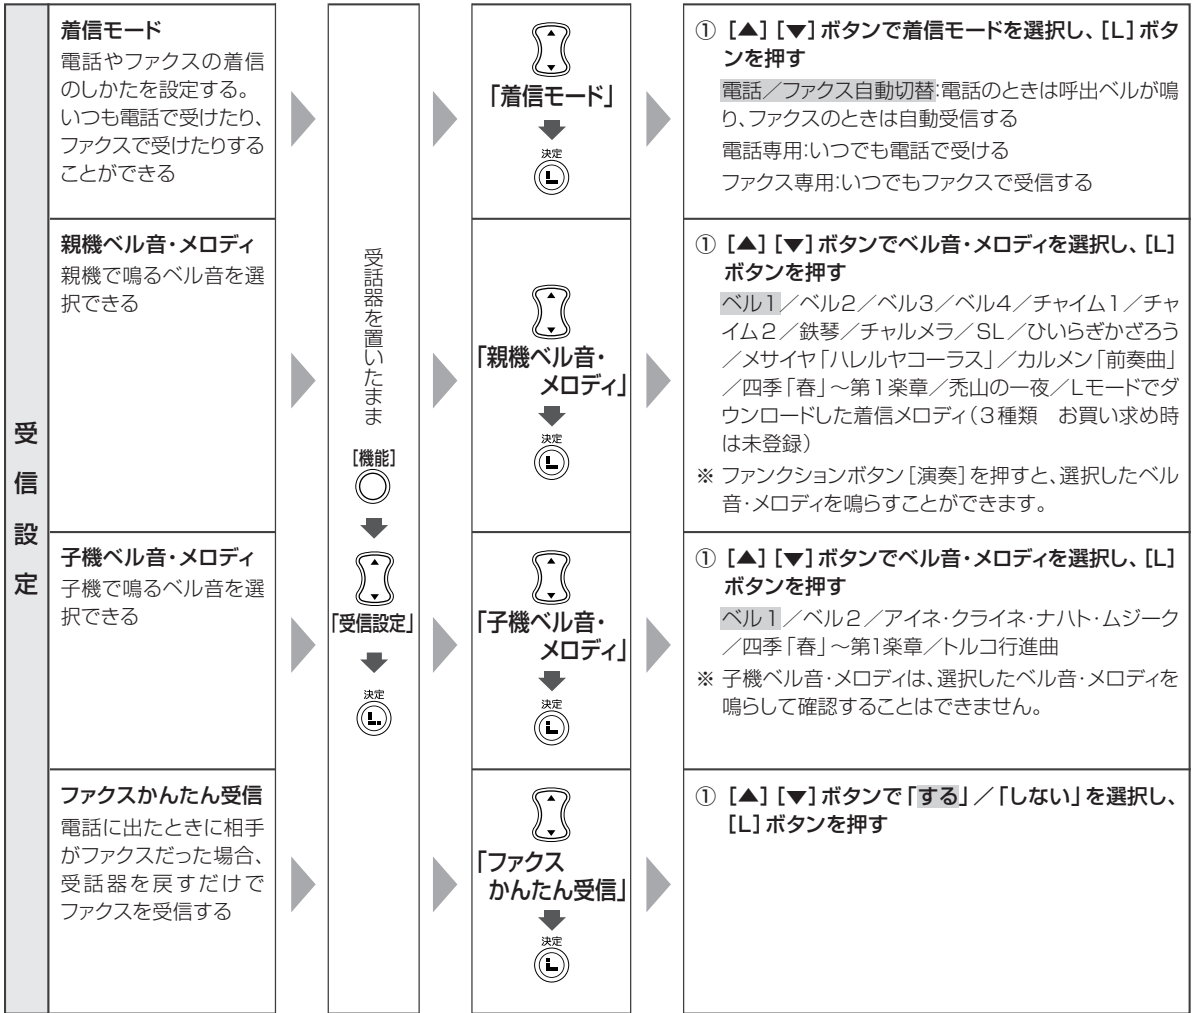 受信設定
着信モード
電話やファクスの着信
のしかたを設定する。
いつも電話で受けたり、
ファクスで受けたりする
ことができる
受話器を置いたまま
[機能]
「受信設定」
決定
「着信モード」
決定
① [▲] [▼] ボタンで着信モードを選択し、[L] ボタ
ンを押す
電話／ファクス自動切替:電話のときは呼出ベルが鳴
り、ファクスのときは自動受信する
電話専用:いつでも電話で受ける
ファクス専用:いつでもファクスで受信する
親機ベル音・メロディ
親機で鳴るベル音を選
択できる
「親機ベル音・
メロディ」
決定
① [▲] [▼] ボタンでベル音・メロディを選択し、[L]
ボタンを押す
ベル1／ベル2／ベル3／ベル4／チャイム1／チャ
イム2／鉄琴／チャルメラ／SL／ひいらぎかざろう
／メサイヤ「ハレルヤコーラス」／カルメン「前奏曲」
／四季「春」～第1楽章／禿山の一夜／Lモードでダ
ウンロードした着信メロディ（3種類　お買い求め時
は未登録）
※ ファンクションボタン [演奏] を押すと、選択したベル
音・メロディを鳴らすことができます。
子機ベル音・メロディ
子機で鳴るベル音を選
択できる
「子機ベル音・
メロディ」
決定
① [▲] [▼] ボタンでベル音・メロディを選択し、[L]
ボタンを押す
ベル1／ベル2／アイネ・クライネ・ナハト・ムジーク
／四季「春」～第1楽章／トルコ行進曲
※ 子機ベル音・メロディは、選択したベル音・メロディを
鳴らして確認することはできません。
ファクスかんたん受信
電話に出たときに相手
がファクスだった場合、
受話器を戻すだけで
ファクスを受信する
「ファクス
かんたん受信」
決定
① [▲] [▼] ボタンで「する」／「しない」を選択し、
[L] ボタンを押す